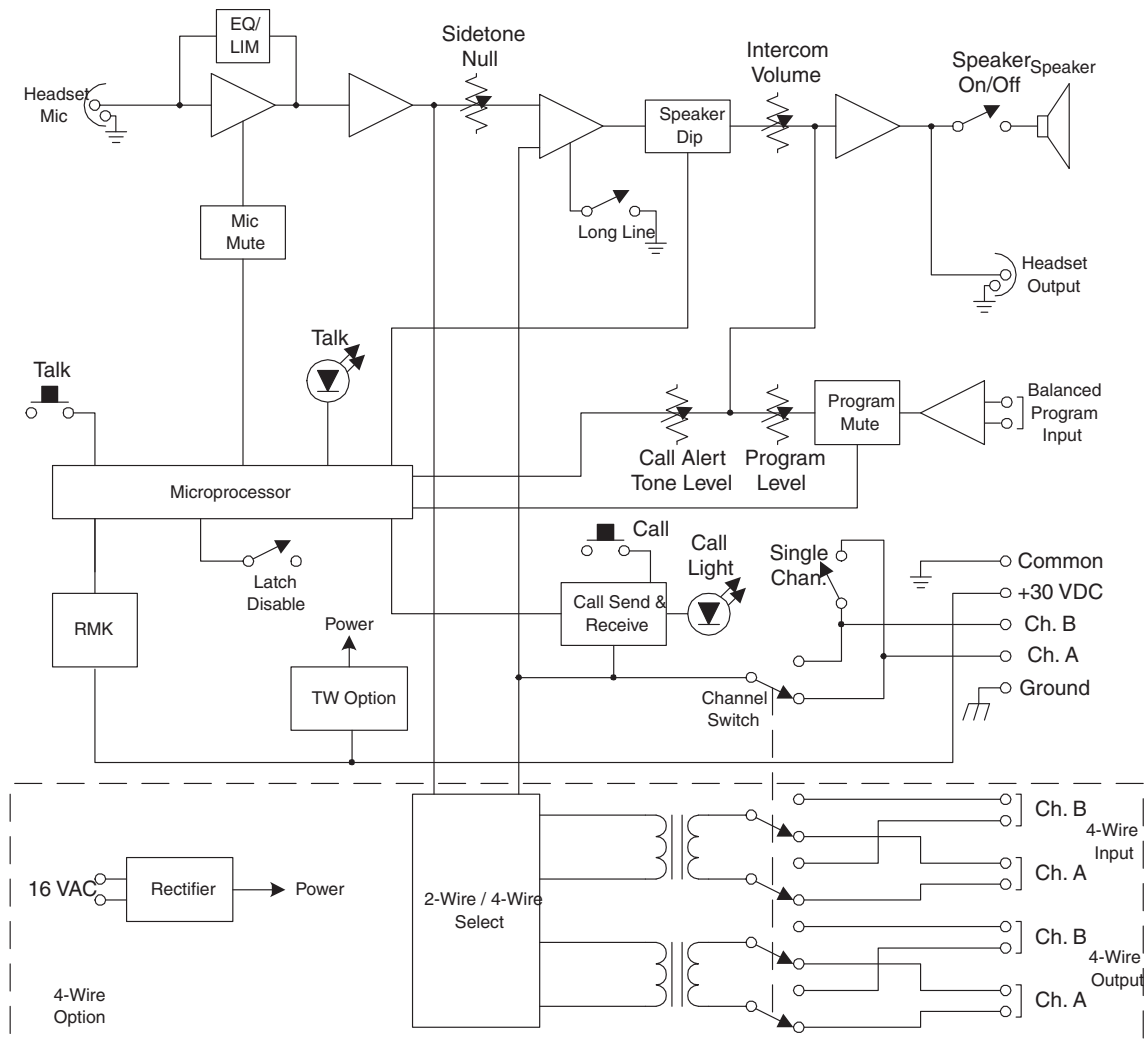 EQ/
LIM
Sidetone
Null
Intercom
Volume
Speaker
On/Off
Speaker
Headset
Mic
Speaker
Dip
Mic
Mute
Long Line
Headset
Output
Talk
Talk
Program
Mute
Balanced
Program
Input
Call Alert
Tone Level
Program
Level
Microprocessor
Call
Call
Light
Single
Chan.
Common
+30 VDC
Ch. B
Ch. A
Ground
Latch
Disable
Call Send &
Receive
RMK
Power
TW Option
Channel
Switch
16 VAC
Rectifier
Power
2-Wire / 4-Wire
Select
Ch. B
4-Wire
Input
Ch. A
Ch. B
4-Wire
Output
Ch. A
4-Wire
Option